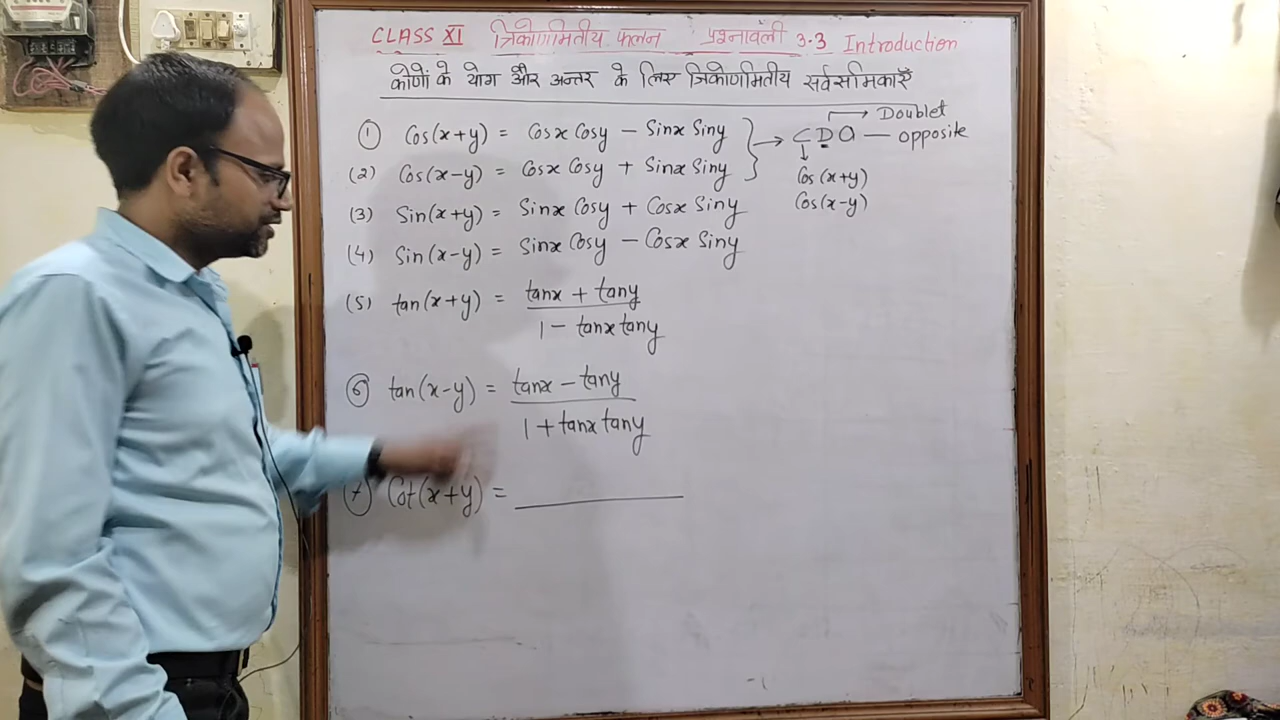 CLASS XI त्रिकोणमितीय फलन प्रश्नावली 3.3 Introduction
कोणों के योग और अन्तर के लिए त्रिकोणमितीय सर्वसमिकाएँ
① Cos(x+y) = Cosx Cosy − Sinx Siny
(2) Cos(x−y) = Cosx Cosy + Sinx Siny
→ C D O — opposite
→ Doublet
Cos(x+y)
Cos(x−y)
(3) Sin(x+y) = Sinx Cosy + Cosx Siny
(4) Sin(x−y) = Sinx Cosy − Cosx Siny
(5) tan(x+y) = tanx + tany
1 − tanx tany
⑥ tan(x−y) = tanx − tany
1 + tanx tany
(7) Cot(x+y) =